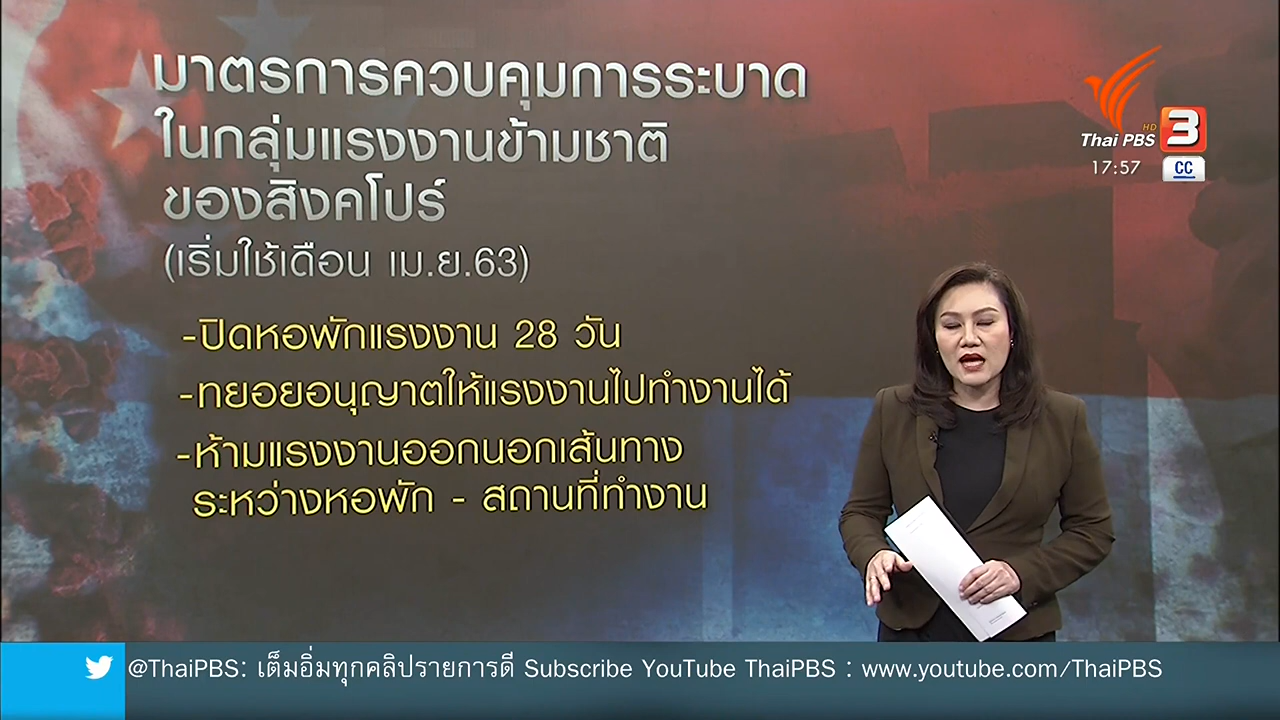 มาตรการควบคุมการระบาด
ในกลุ่มแรงงานข้ามชาติ
ของสิงคโปร์
(เริ่มใช้เดือน เม.ย.63)
-ปิดหอพักแรงงาน 28 วัน
-ทยอยอนุญาตให้แรงงานไปทำงานได้
-ห้ามแรงงานออกนอกเส้นทาง
ระหว่างหอพัก - สถานที่ทำงาน
HD
Thai PBS 3
17:57 CC
@ThaiPBS: เต็มอิ่มทุกคลิปรายการดี Subscribe YouTube ThaiPBS : www.youtube.com/ThaiPBS